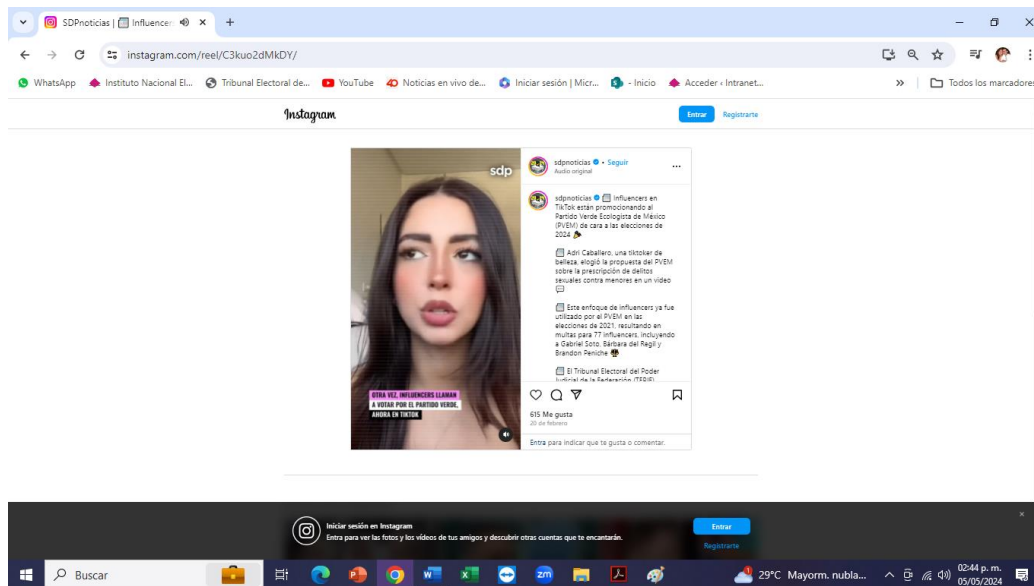 SDPnoticias | Influencer
instagram.com/reel/C3kuo2dMkDY/
WhatsApp
Instituto Nacional El...
Tribunal Electoral de...
YouTube
Noticias en vivo de...
Iniciar sesión | Micr...
- Inicio
Acceder ‹ Intranet...
»
Todos los marcadores
Instagram
Entrar
Registrarte
sdp
OTRA VEZ, INFLUENCERS LLAMAN
A VOTAR POR EL PARTIDO VERDE,
AHORA EN TIKTOK
sdpnoticias • Seguir
Audio original
sdpnoticias Influencers en
TikTok están promocionando al
Partido Verde Ecologista de México
(PVEM) de cara a las elecciones de
2024
Adri Caballero, una tiktoker de
belleza, elogió la propuesta del PVEM
sobre la prescripción de delitos
sexuales contra menores en un video
Este enfoque de influencers ya fue
utilizado por el PVEM en las
elecciones de 2021, resultando en
multas para 77 influencers, incluyendo
a Gabriel Soto, Bárbara del Regil y
Brandon Peniche
El Tribunal Electoral del Poder
Judicial de la Federación (TEPJF)
615 Me gusta
20 de febrero
Entra para indicar que te gusta o comentar.
Iniciar sesión en Instagram
Entra para ver las fotos y los vídeos de tus amigos y descubrir otras cuentas que te encantarán.
Entrar
Registrarte
Buscar
29°C Mayorm. nubla...
02:44 p. m.
05/05/2024